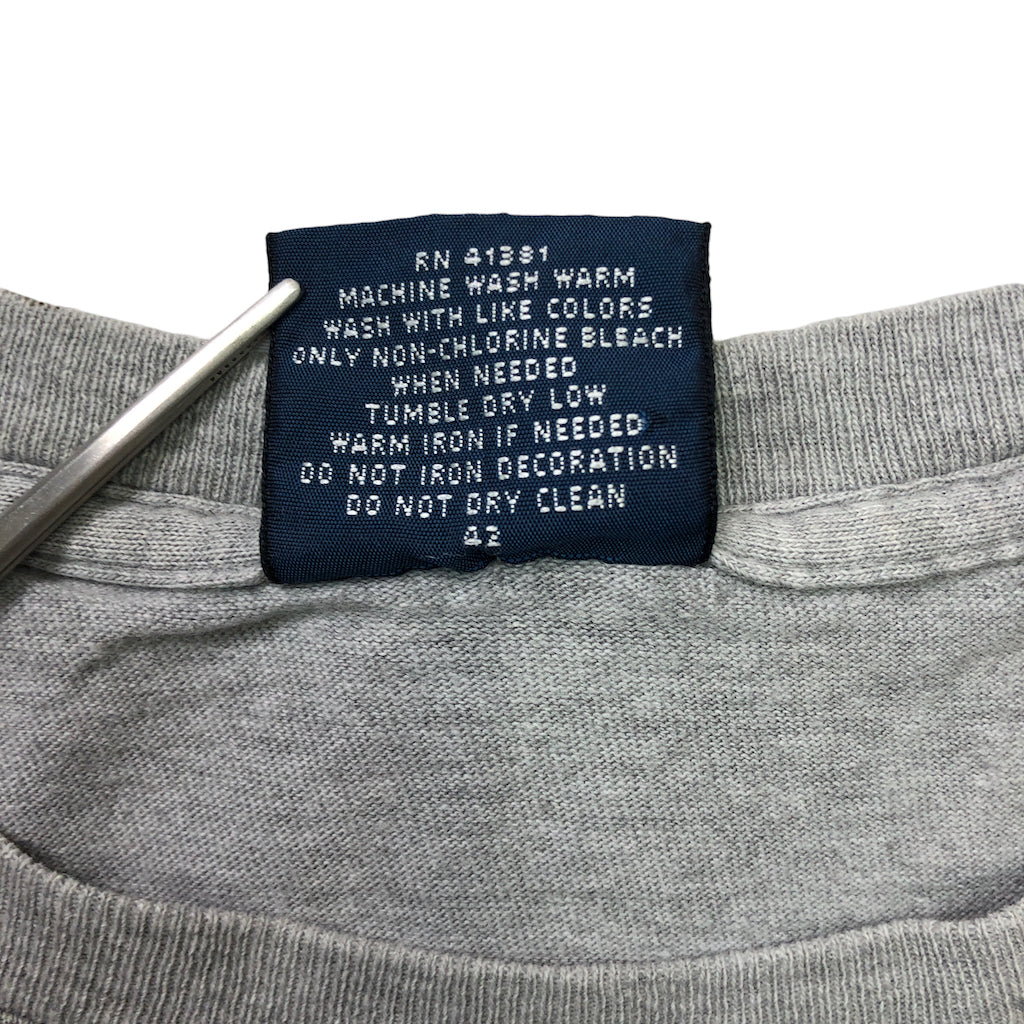 RN 41381
MACHINE WASH WARM
WASH WITH LIKE COLORS
ONLY NON-CHLORINE BLEACH
WHEN NEEDED
TUMBLE DRY LOW
WARM IRON IF NEEDED
DO NOT IRON DECORATION
DO NOT DRY CLEAN
42